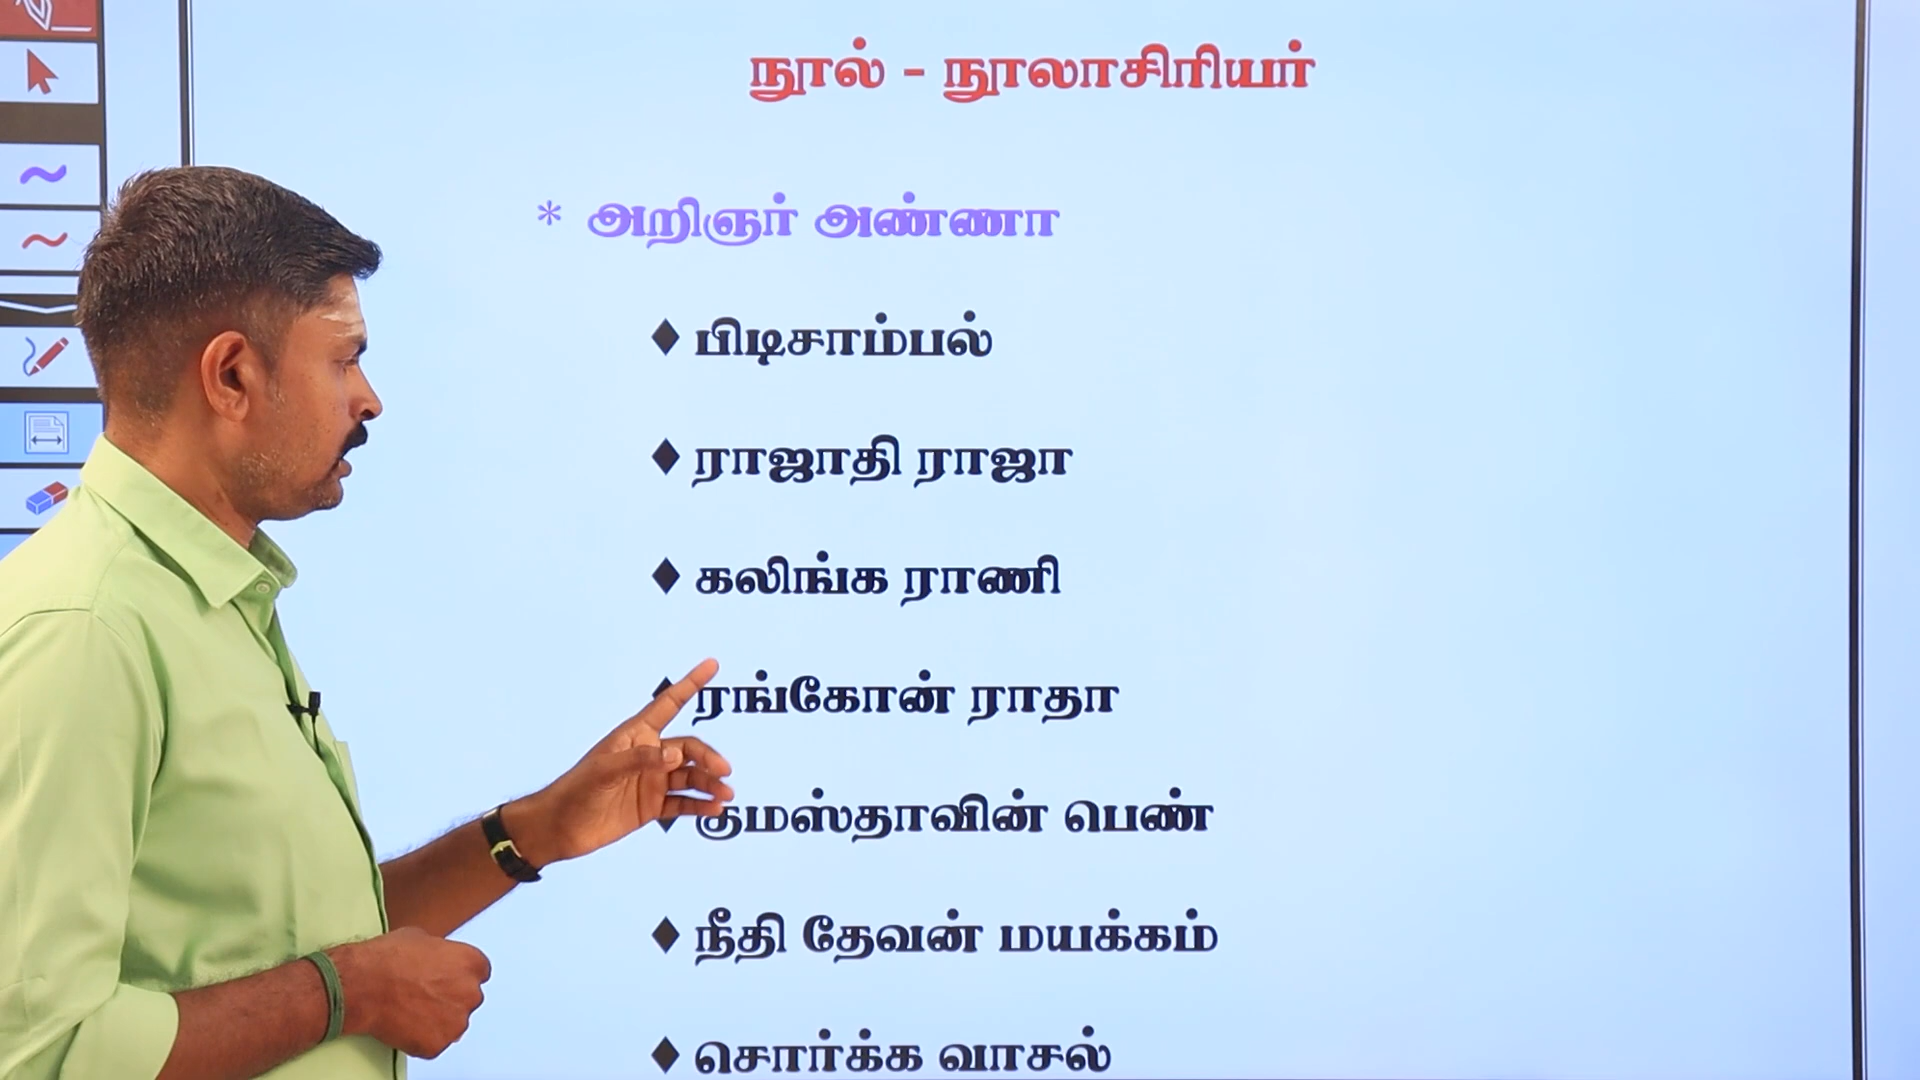 நூல் - நூலாசிரியர்
* அறிஞர் அண்ணா
♦ பிடிசாம்பல்
♦ ராஜாதி ராஜா
♦ கலிங்க ராணி
♦ ரங்கோன் ராதா
♦ குமஸ்தாவின் பெண்
♦ நீதி தேவன் மயக்கம்
♦ சொர்க்க வாசல்